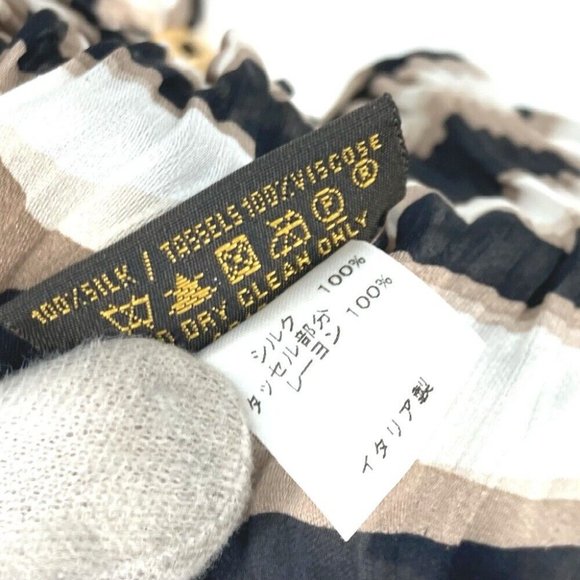 100% SILK / TASSELS 100% VISCOSE
DRY CLEAN ONLY
シルク 100%
タッセル部分
レーヨン 100%
イタリア製